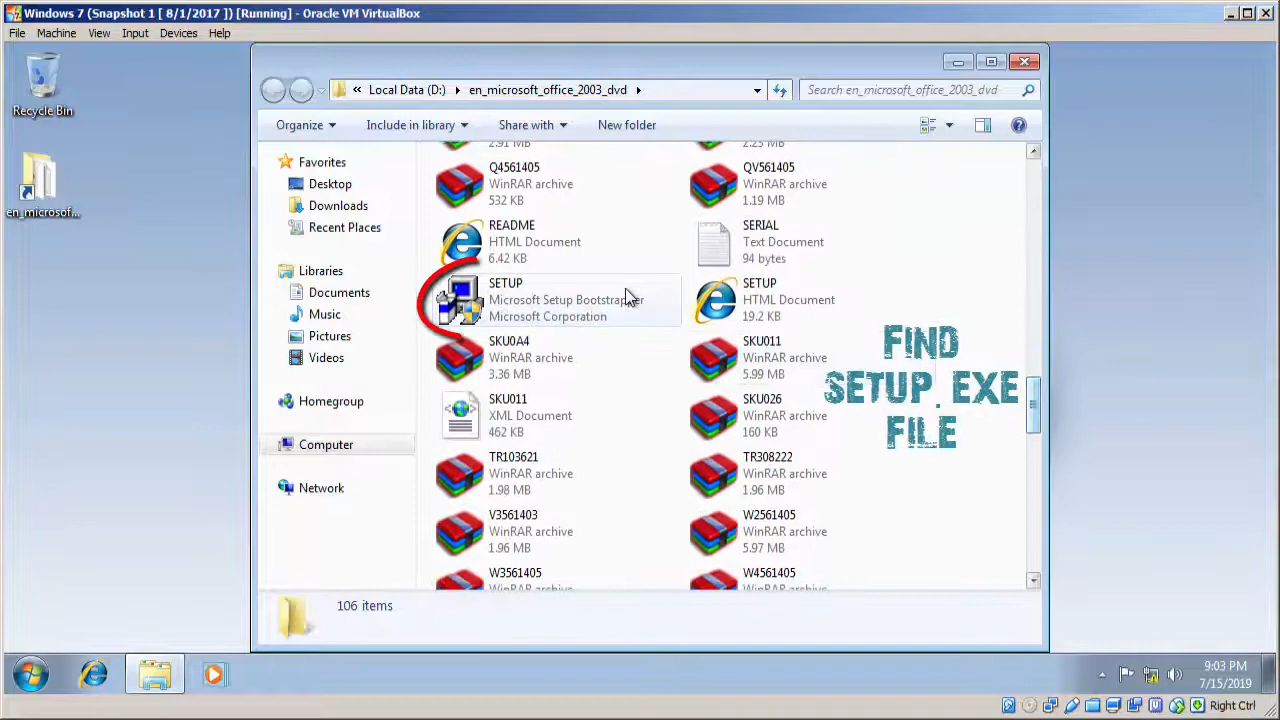 Windows 7 (Snapshot 1 [ 8/1/2017 ]) [Running] - Oracle VM VirtualBox
File Machine View Input Devices Help
Recycle Bin
en_microsof...
« Local Data (D:) en_microsoft_office_2003_dvd
Search en_microsoft_office_2003_dvd
Organize Include in library Share with New folder
Favorites
Desktop
Downloads
Recent Places
Libraries
Documents
Music
Pictures
Videos
Homegroup
Computer
Network
2.91 MB
2.23 MB
Q4561405
WinRAR archive
532 KB
QV561405
WinRAR archive
1.19 MB
README
HTML Document
6.42 KB
SERIAL
Text Document
94 bytes
SETUP
Microsoft Setup Bootstrapper
Microsoft Corporation
SETUP
HTML Document
19.2 KB
SKU0A4
WinRAR archive
3.36 MB
SKU011
WinRAR archive
5.99 MB
SKU011
XML Document
462 KB
SKU026
WinRAR archive
160 KB
TR103621
WinRAR archive
1.98 MB
TR308222
WinRAR archive
1.96 MB
V3561403
WinRAR archive
1.96 MB
W2561405
WinRAR archive
5.97 MB
W3561405
WinRAR archive
W4561405
WinRAR archive
FIND
SETUP.EXE
FILE
106 items
9:03 PM
7/15/2019
Right Ctrl